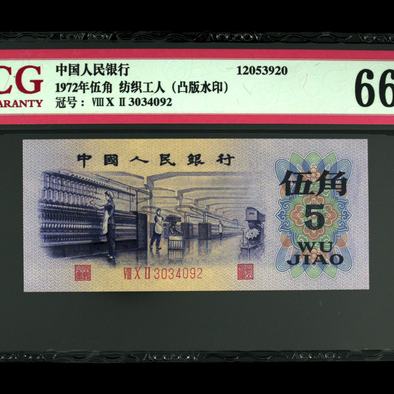 CG
ARANTY
中国人民银行 12053920
1972年伍角 纺织工人（凸版水印）
冠号： VIII X II 3034092
66
中國人民銀行
伍角
5
WU
JIAO
VIII X II 3034092